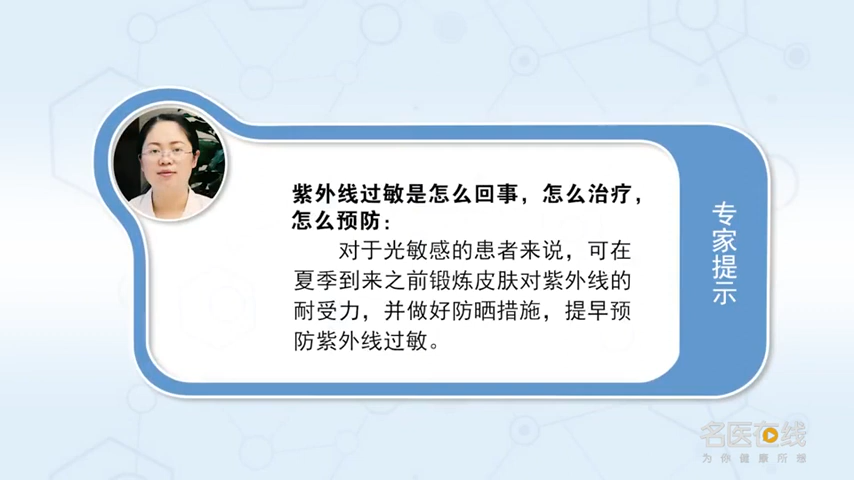 紫外线过敏是怎么回事，怎么治疗，
怎么预防：
对于光敏感的患者来说，可在
夏季到来之前锻炼皮肤对紫外线的
耐受力，并做好防晒措施，提早预
防紫外线过敏。
专家提示
名医在线
为你健康所想